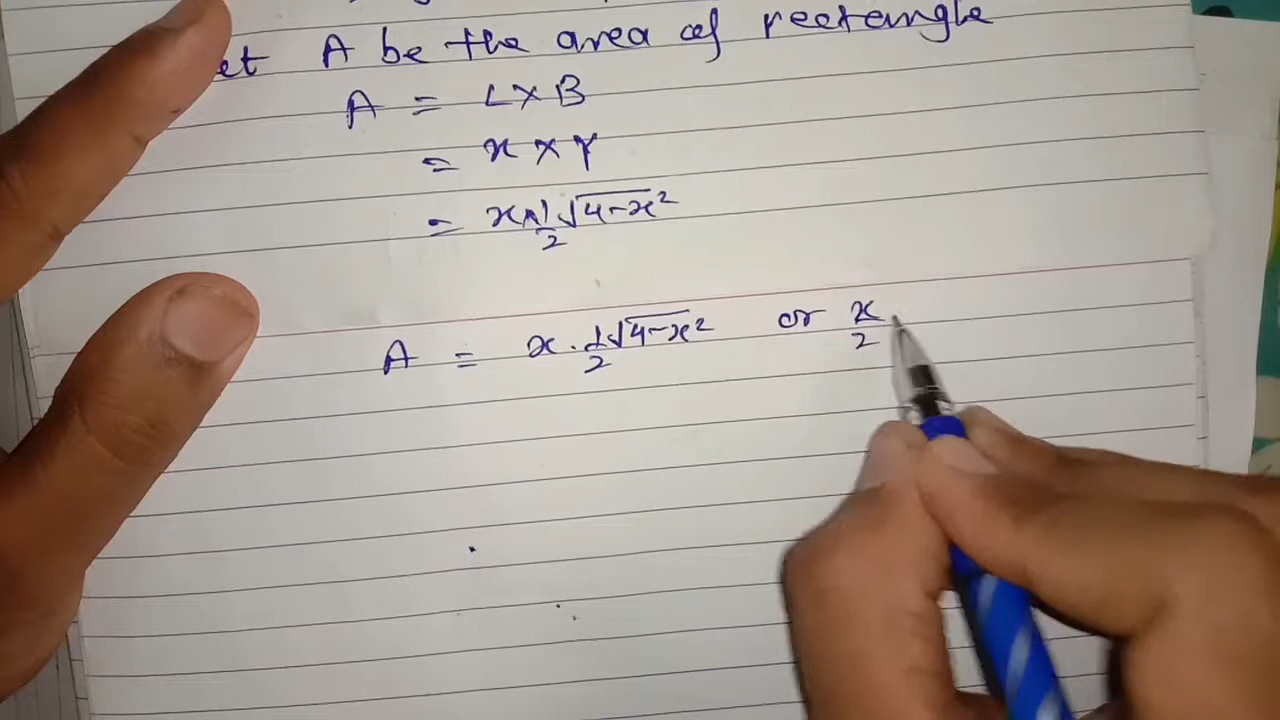 et A be the area of rectangle
A = L×B
= x × Y
= x×1/2 √4-x²
A = x · 1/2 √4-x² or x/2